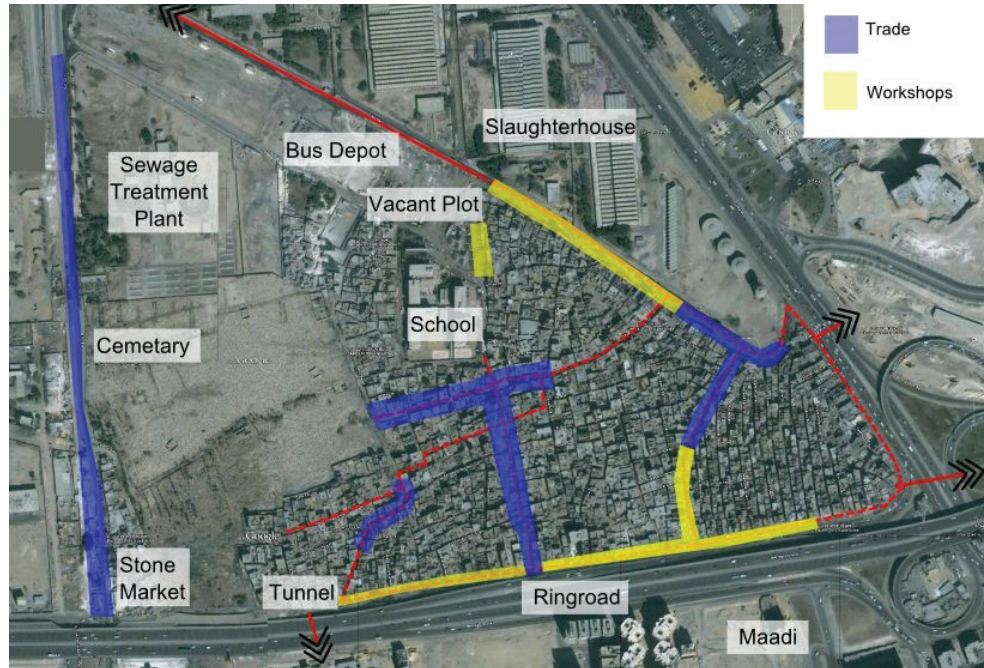 Trade
Workshops
Slaughterhouse
Bus Depot
Sewage
Treatment
Plant
Vacant Plot
School
Cemetary
Stone
Market
Tunnel
Ringroad
Maadi
Google